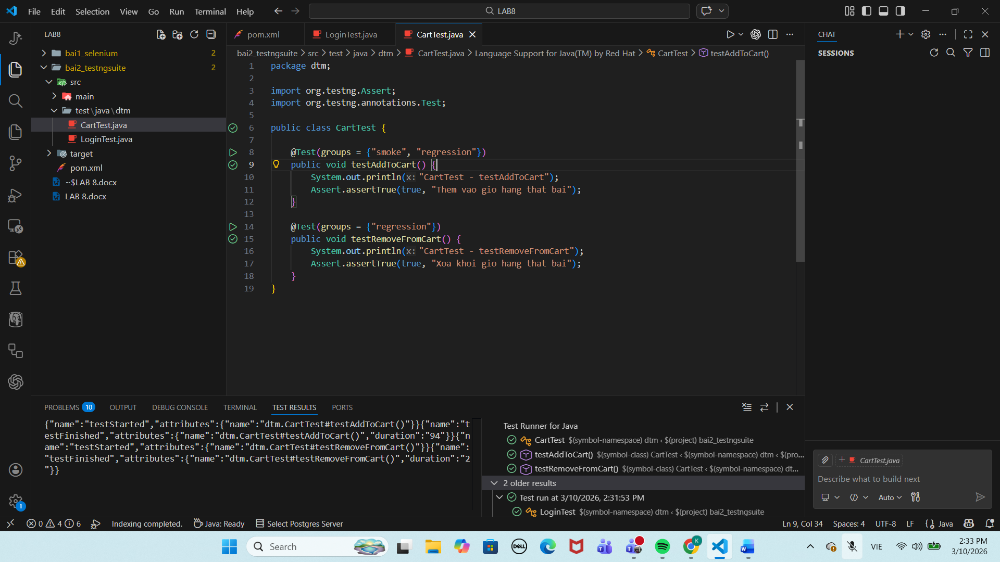 File Edit Selection View Go Run Terminal Help
LAB8
LAB8
bai1_selenium 2
bai2_testngsuite 2
src
main
test\java\dtm
CartTest.java
LoginTest.java
target
pom.xml
~$LAB 8.docx
LAB 8.docx
pom.xml
LoginTest.java
CartTest.java
bai2_testngsuite > src > test > java > dtm > CartTest.java > Language Support for Java(TM) by Red Hat > CartTest > testAddToCart()
1 package dtm;
2
3 import org.testng.Assert;
4 import org.testng.annotations.Test;
5
6 public class CartTest {
7
8 @Test(groups = {"smoke", "regression"})
9 public void testAddToCart() {
10 System.out.println(x: "CartTest - testAddToCart");
11 Assert.assertTrue(true, "Them vao gio hang that bai");
12 }
13
14 @Test(groups = {"regression"})
15 public void testRemoveFromCart() {
16 System.out.println(x: "CartTest - testRemoveFromCart");
17 Assert.assertTrue(true, "Xoa khoi gio hang that bai");
18 }
19 }
PROBLEMS 10 OUTPUT DEBUG CONSOLE TERMINAL TEST RESULTS PORTS
{"name":"testStarted","attributes":{"name":"dtm.CartTest#testAddToCart()"}}{"name":"t
estFinished","attributes":{"name":"dtm.CartTest#testAddToCart()","duration":"94"}}{"n
ame":"testStarted","attributes":{"name":"dtm.CartTest#testRemoveFromCart()"}}{"name":
"testFinished","attributes":{"name":"dtm.CartTest#testRemoveFromCart()","duration":"2
"}}
Test Runner for Java
CartTest $(symbol-namespace) dtm ‹ $(project) bai2_testngsuite
testAddToCart() $(symbol-class) CartTest ‹ $(symbol-namespace) dtm ‹ $(pro...
testRemoveFromCart() $(symbol-class) CartTest ‹ $(symbol-namespace) dt...
2 older results
Test run at 3/10/2026, 2:31:53 PM
LoginTest $(symbol-namespace) dtm ‹ $(project) bai2_testngsuite
CHAT
SESSIONS
CartTest.java
Describe what to build next
Auto
1
0 4 6 Indexing completed. Java: Ready Select Postgres Server
Ln 9, Col 34 Spaces: 4 UTF-8 LF {} Java
Search
DELL
K
VIE
2:33 PM
3/10/2026